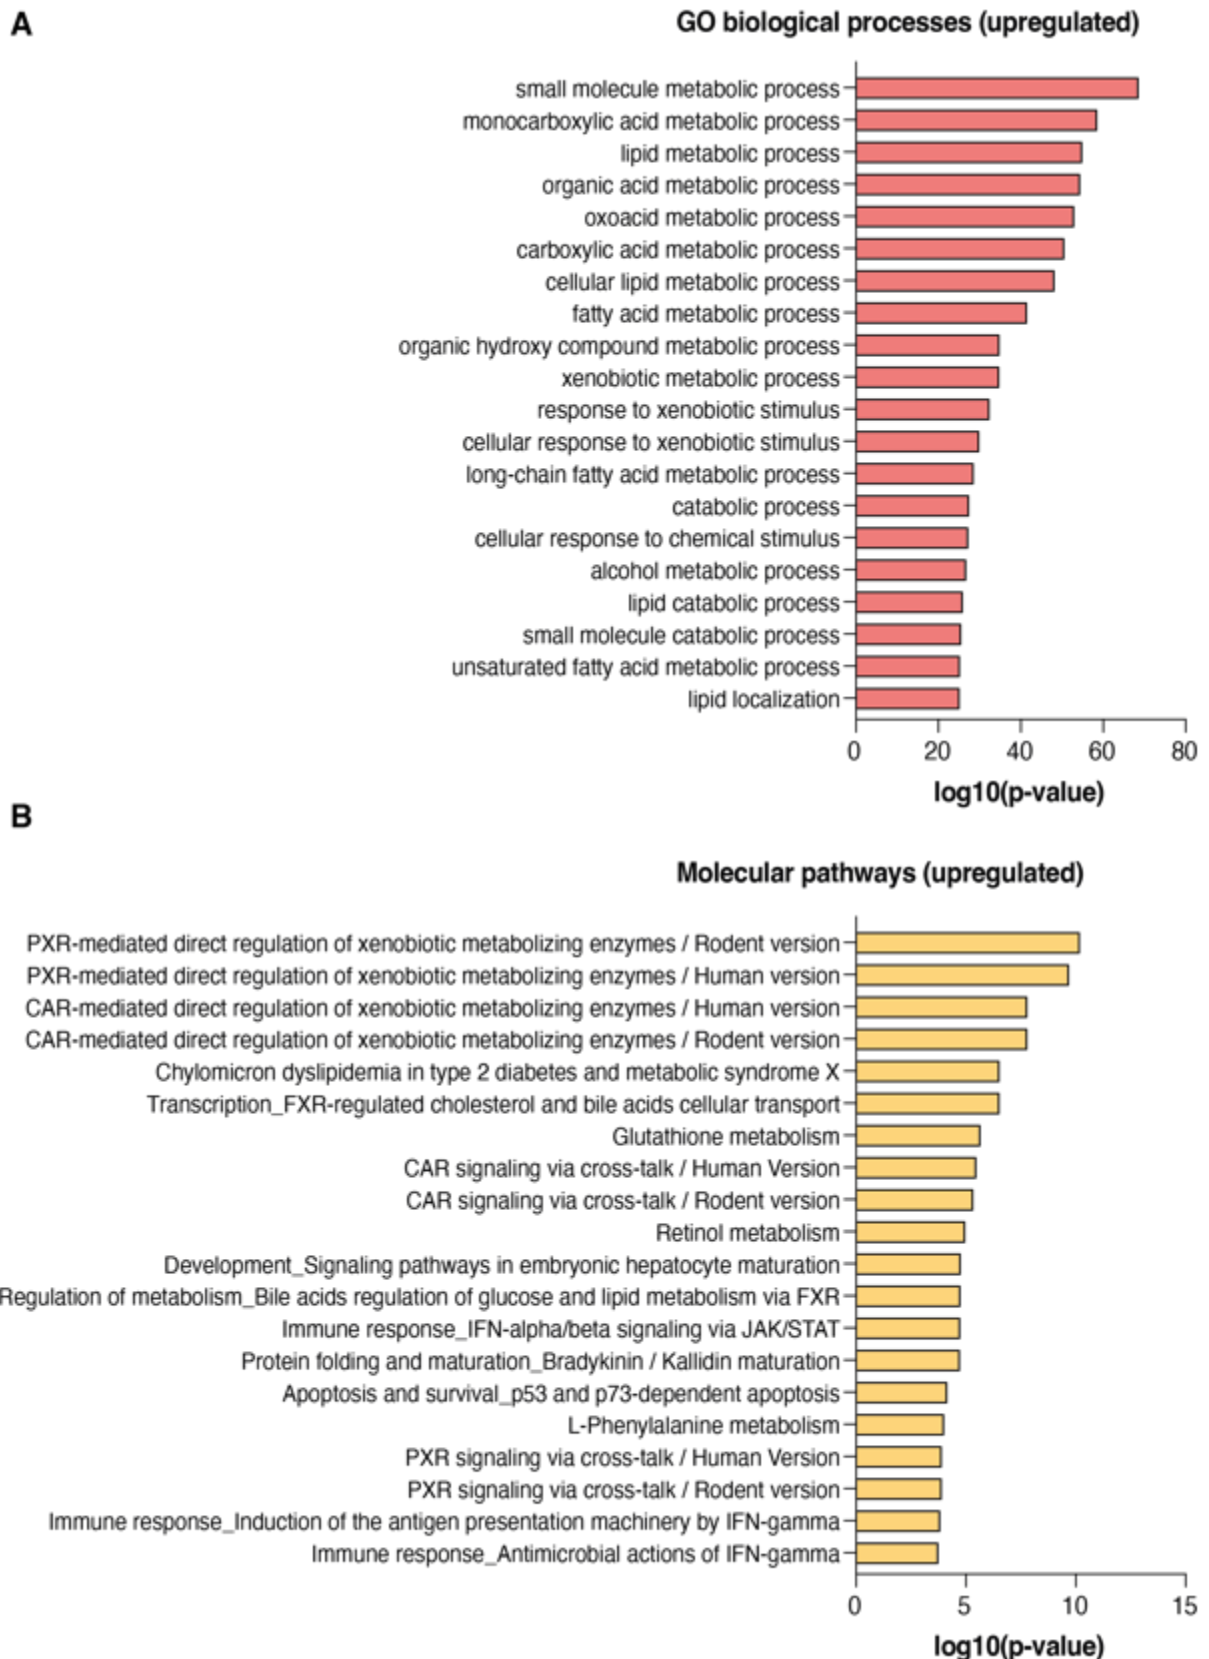 A
GO biological processes (upregulated)
small molecule metabolic process
monocarboxylic acid metabolic process
lipid metabolic process
organic acid metabolic process
oxoacid metabolic process
carboxylic acid metabolic process
cellular lipid metabolic process
fatty acid metabolic process
organic hydroxy compound metabolic process
xenobiotic metabolic process
response to xenobiotic stimulus
cellular response to xenobiotic stimulus
long-chain fatty acid metabolic process
catabolic process
cellular response to chemical stimulus
alcohol metabolic process
lipid catabolic process
small molecule catabolic process
unsaturated fatty acid metabolic process
lipid localization
0 20 40 60 80
log10(p-value)
B
Molecular pathways (upregulated)
PXR-mediated direct regulation of xenobiotic metabolizing enzymes / Rodent version
PXR-mediated direct regulation of xenobiotic metabolizing enzymes / Human version
CAR-mediated direct regulation of xenobiotic metabolizing enzymes / Human version
CAR-mediated direct regulation of xenobiotic metabolizing enzymes / Rodent version
Chylomicron dyslipidemia in type 2 diabetes and metabolic syndrome X
Transcription_FXR-regulated cholesterol and bile acids cellular transport
Glutathione metabolism
CAR signaling via cross-talk / Human Version
CAR signaling via cross-talk / Rodent version
Retinol metabolism
Development_Signaling pathways in embryonic hepatocyte maturation
Regulation of metabolism_Bile acids regulation of glucose and lipid metabolism via FXR
Immune response_IFN-alpha/beta signaling via JAK/STAT
Protein folding and maturation_Bradykinin / Kallidin maturation
Apoptosis and survival_p53 and p73-dependent apoptosis
L-Phenylalanine metabolism
PXR signaling via cross-talk / Human Version
PXR signaling via cross-talk / Rodent version
Immune response_Induction of the antigen presentation machinery by IFN-gamma
Immune response_Antimicrobial actions of IFN-gamma
0 5 10 15
log10(p-value)